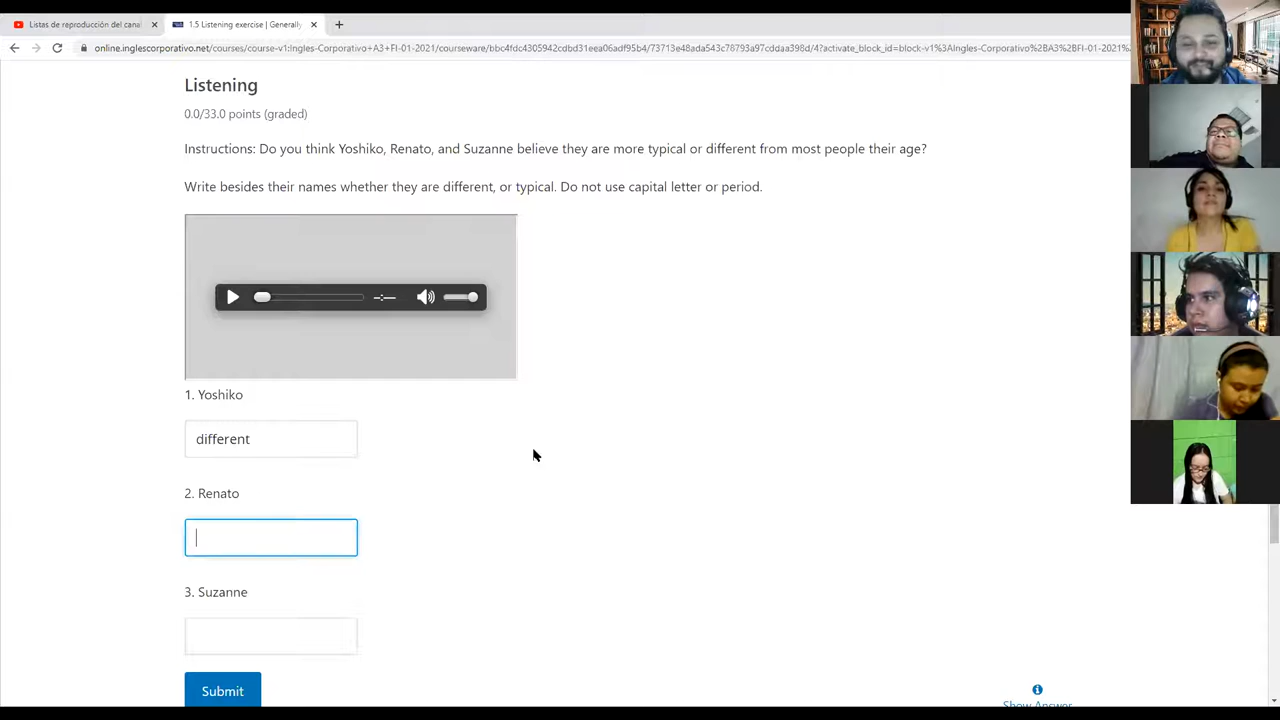 Listas de reproducción del cana
1.5 Listening exercise | Generally
online.inglescorporativo.net/courses/course-v1:Ingles-Corporativo+A3+FI-01-2021/courseware/bbc4fdc4305942cdbd31eea06adf95b4/73713e48ada543c78793a97cddaa398d/4?activate_block_id=block-v1%3AIngles-Corporativo%2BA3%2BFI-01-2021%
Listening
0.0/33.0 points (graded)
Instructions: Do you think Yoshiko, Renato, and Suzanne believe they are more typical or different from most people their age?
Write besides their names whether they are different, or typical. Do not use capital letter or period.
-:--
1. Yoshiko
different
2. Renato
3. Suzanne
Submit
Show Answer